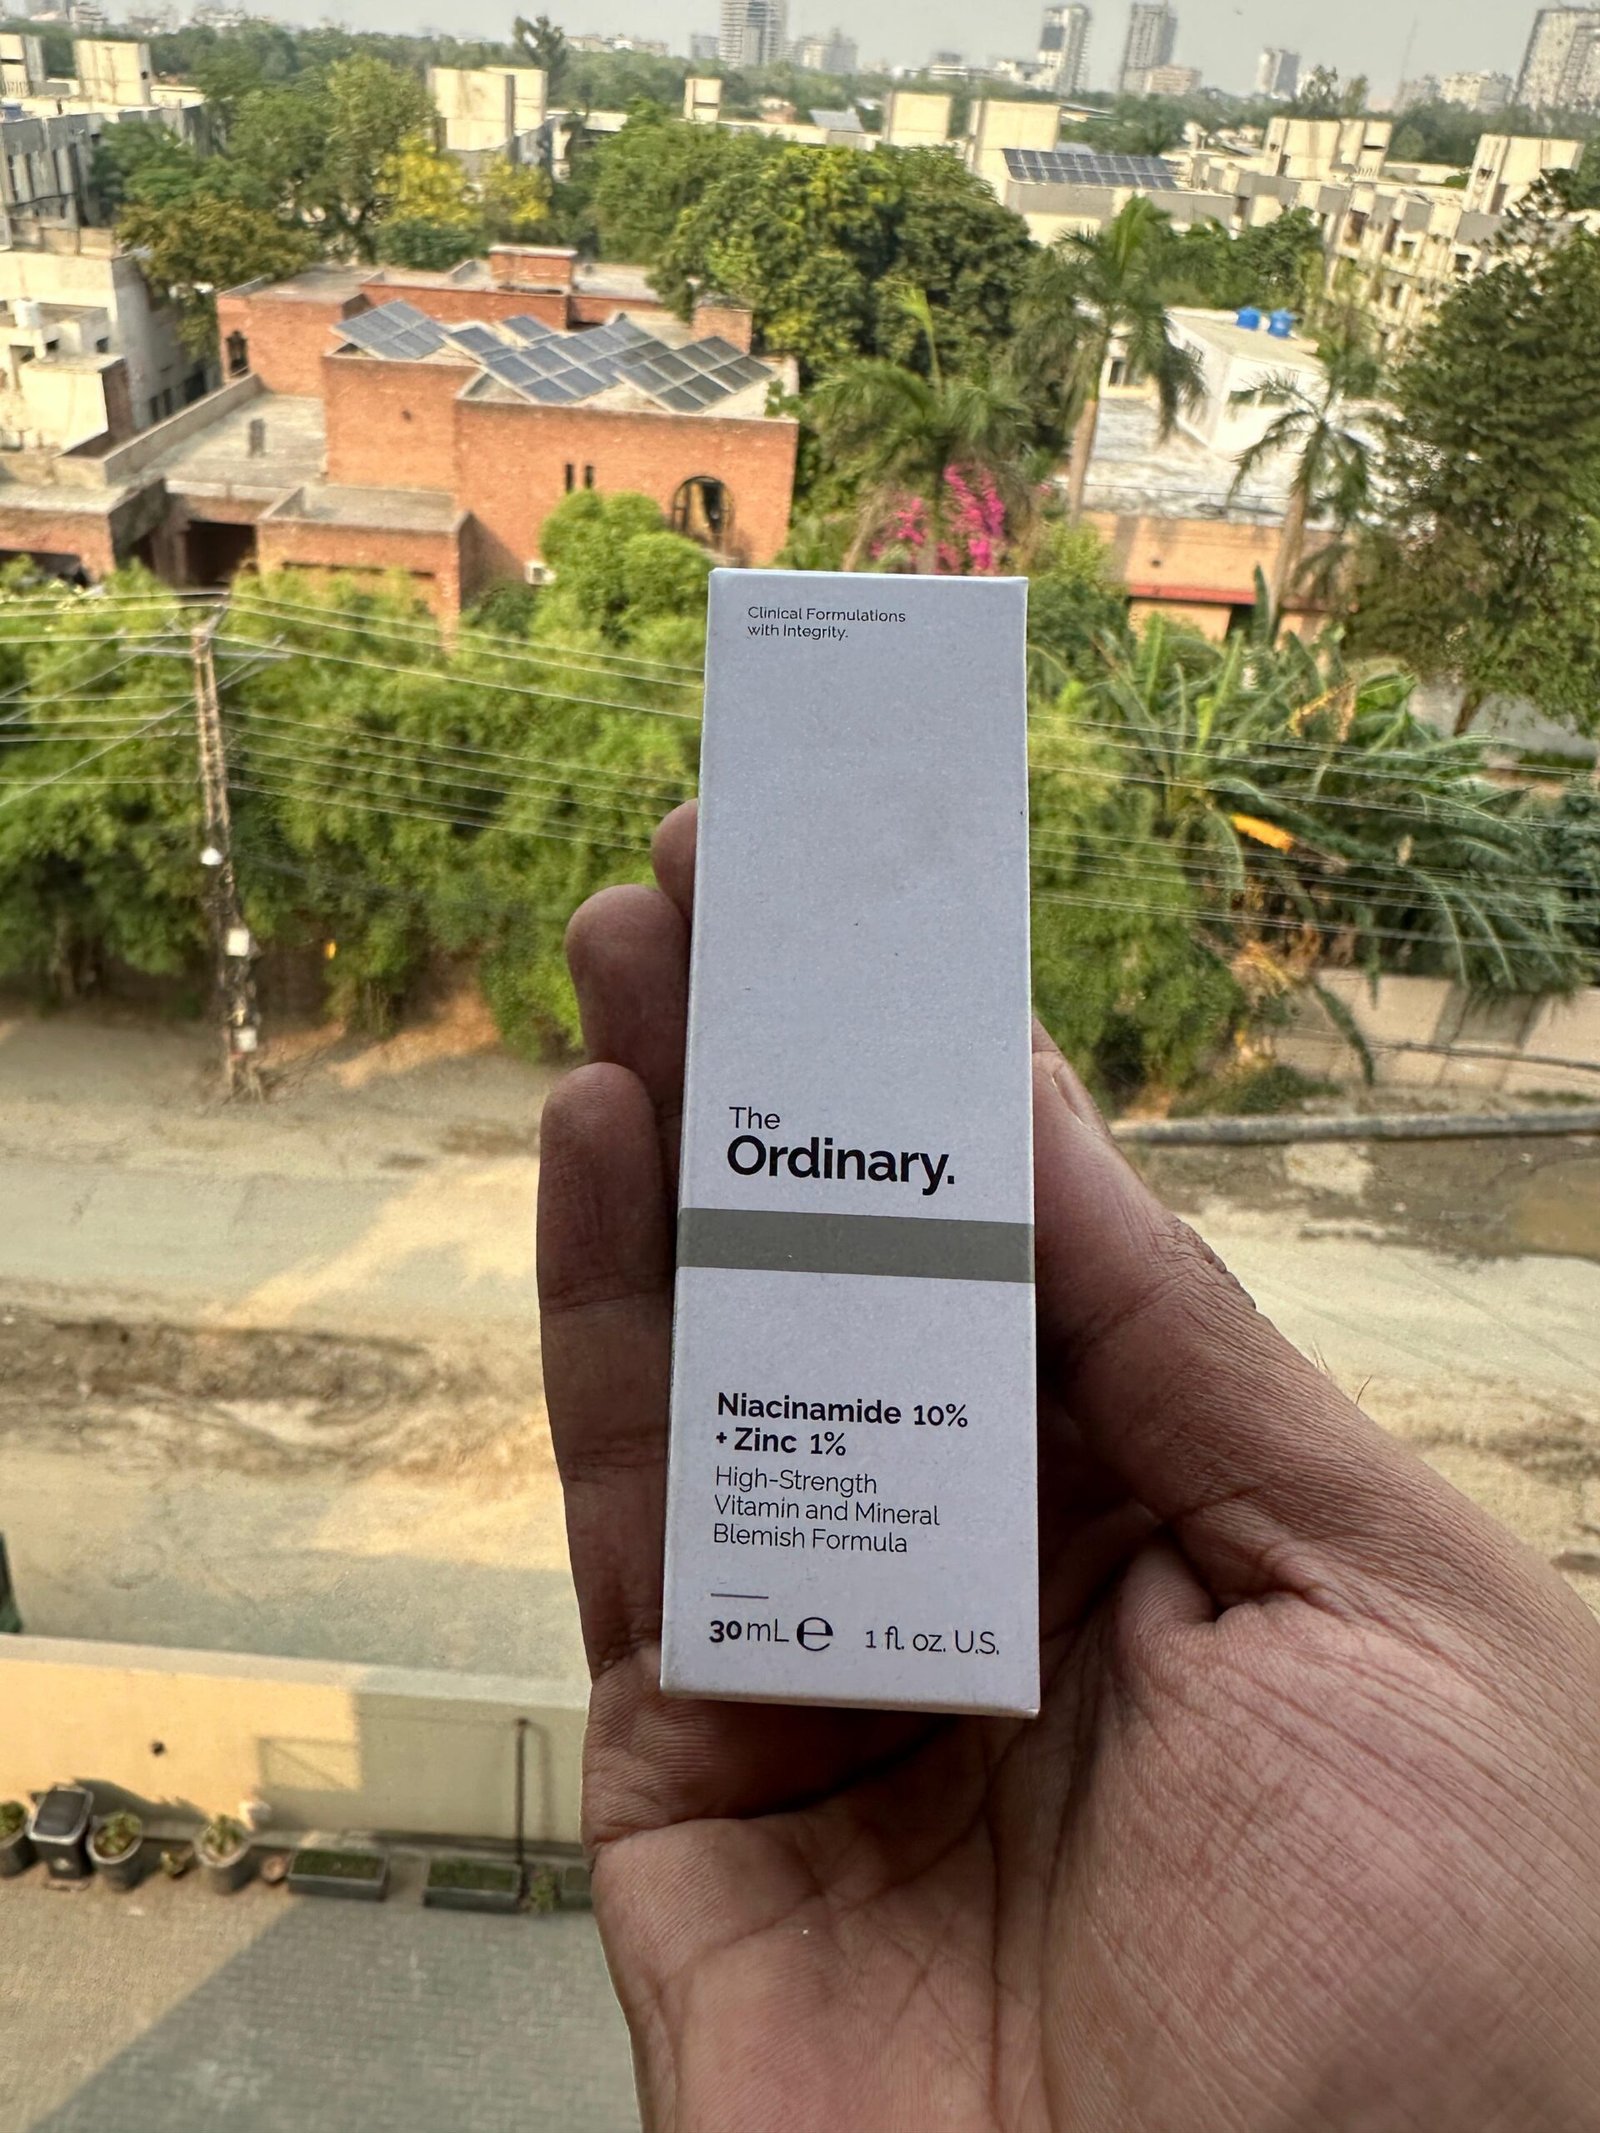 Clinical Formulations
with Integrity.
The
Ordinary.
Niacinamide 10%
+ Zinc 1%
High-Strength
Vitamin and Mineral
Blemish Formula
30mL ℮ 1 fl. oz. U.S.